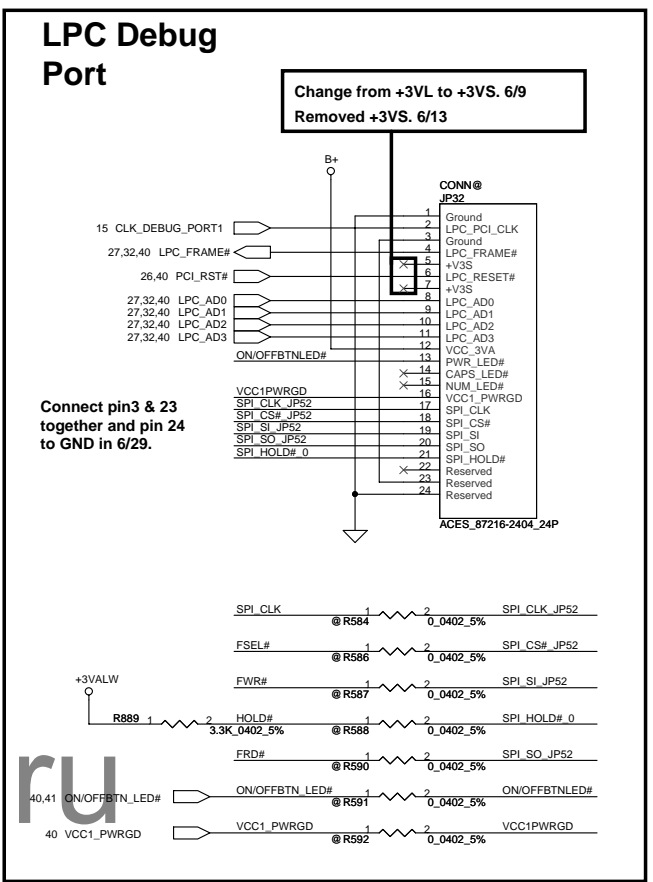 LPC Debug
Port
Change from +3VL to +3VS. 6/9
Removed +3VS. 6/13
B+
CONN@
JP32
15 CLK_DEBUG_PORT1
27,32,40 LPC_FRAME#
26,40 PCI_RST#
27,32,40 LPC_AD0
27,32,40 LPC_AD1
27,32,40 LPC_AD2
27,32,40 LPC_AD3
ON/OFFBTNLED#
VCC1PWRGD
SPI_CLK_JP52
SPI_CS#_JP52
SPI_SI_JP52
SPI_SO_JP52
SPI_HOLD#_0
1 Ground
2 LPC_PCI_CLK
3 Ground
4 LPC_FRAME#
5 +V3S
6 LPC_RESET#
7 +V3S
8 LPC_AD0
9 LPC_AD1
10 LPC_AD2
11 LPC_AD3
12 VCC_3VA
13 PWR_LED#
14 CAPS_LED#
15 NUM_LED#
16 VCC1_PWRGD
17 SPI_CLK
18 SPI_CS#
19 SPI_SI
20 SPI_SO
21 SPI_HOLD#
22 Reserved
23 Reserved
24 Reserved
ACES_87216-2404_24P
Connect pin3 & 23
together and pin 24
to GND in 6/29.
SPI_CLK 1 2 SPI_CLK_JP52
@ R584 0_0402_5%
FSEL# 1 2 SPI_CS#_JP52
@ R586 0_0402_5%
+3VALW
FWR# 1 2 SPI_SI_JP52
@ R587 0_0402_5%
R889 1 2 HOLD# 1 2 SPI_HOLD#_0
3.3K_0402_5% @ R588 0_0402_5%
FRD# 1 2 SPI_SO_JP52
@ R590 0_0402_5%
40,41 ON/OFFBTN_LED# ON/OFFBTN_LED# 1 2 ON/OFFBTNLED#
@ R591 0_0402_5%
40 VCC1_PWRGD VCC1_PWRGD 1 2 VCC1PWRGD
@ R592 0_0402_5%
ru